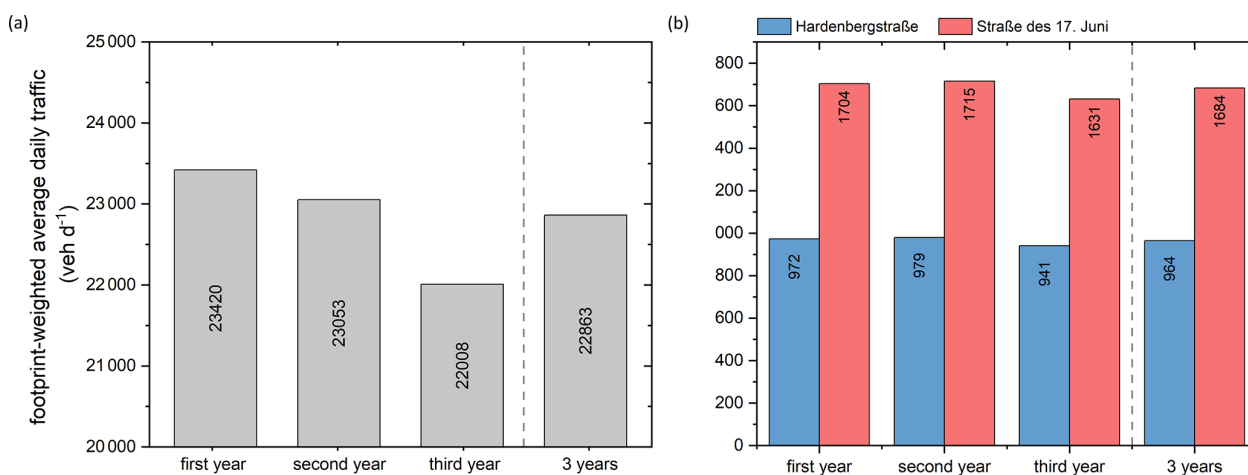 (a)
25 000
24 000
23 000
22 000
21 000
20 000
footprint-weighted average daily traffic
(veh d⁻¹)
23420
23053
22008
22863
first year
second year
third year
3 years
(b)
Hardenbergstraße
Straße des 17. Juni
800
600
400
200
000
800
600
400
200
0
972
1704
979
1715
941
1631
964
1684
first year
second year
third year
3 years